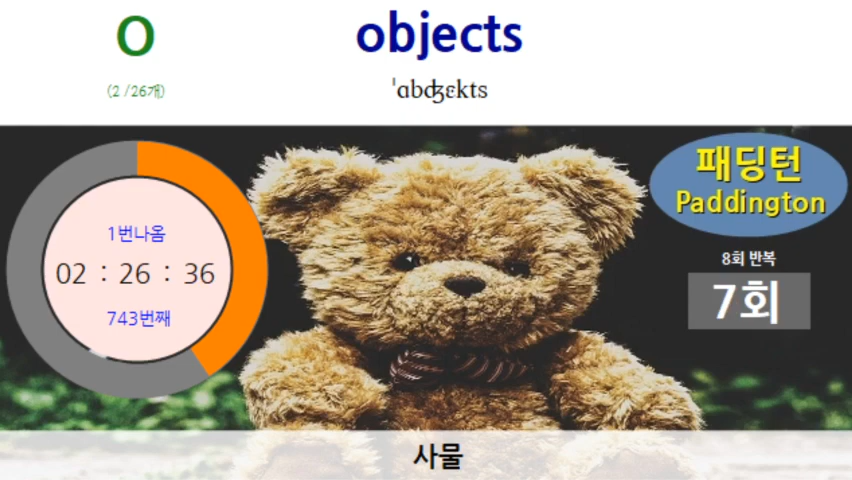 O
objects
(2 /26개)
ˈɑbʤɛkts
패딩턴
Paddington
1번나옴
02 : 26 : 36
743번째
8회 반복
7회
사물